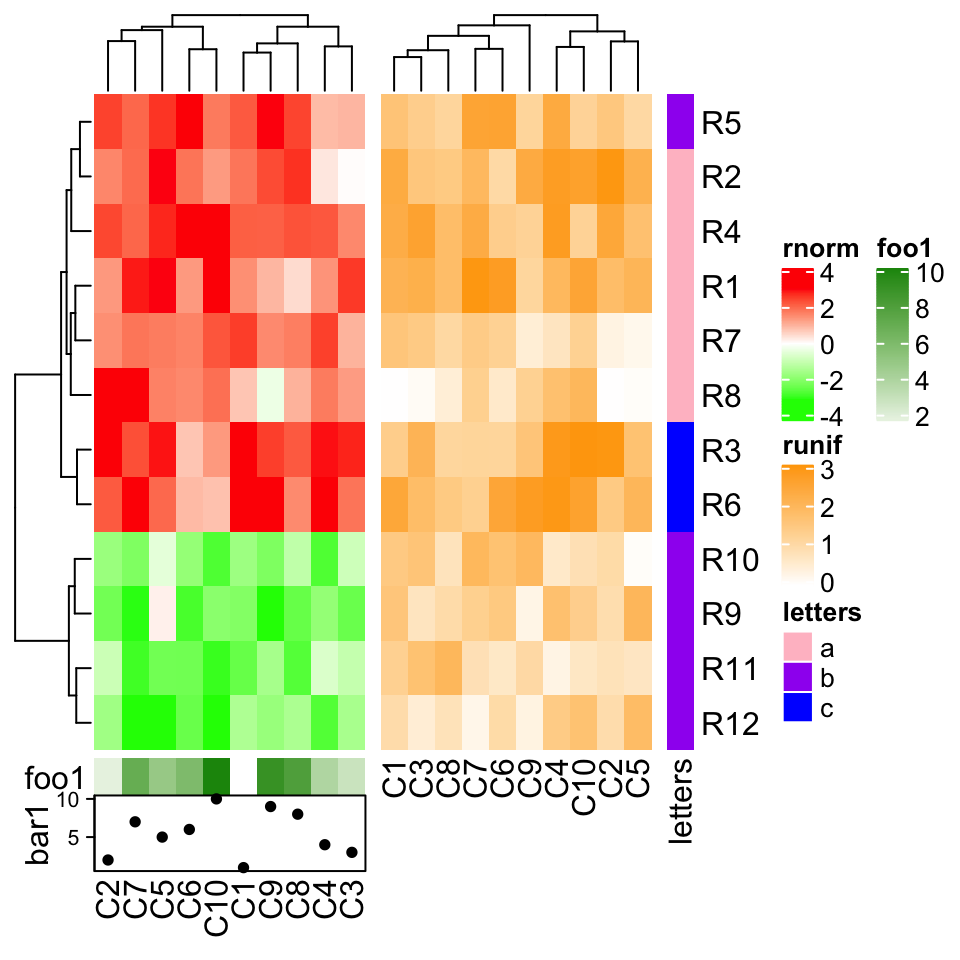 R5
R2
R4
R1
R7
R8
R3
R6
R10
R9
R11
R12
foo1
bar1
10
5
C2 C7 C5 C6 C10 C1 C9 C8 C4 C3
C1 C3 C8 C7 C6 C9 C4 C10 C2 C5
letters
rnorm
4
2
0
-2
-4
foo1
10
8
6
4
2
runif
3
2
1
0
letters
a
b
c